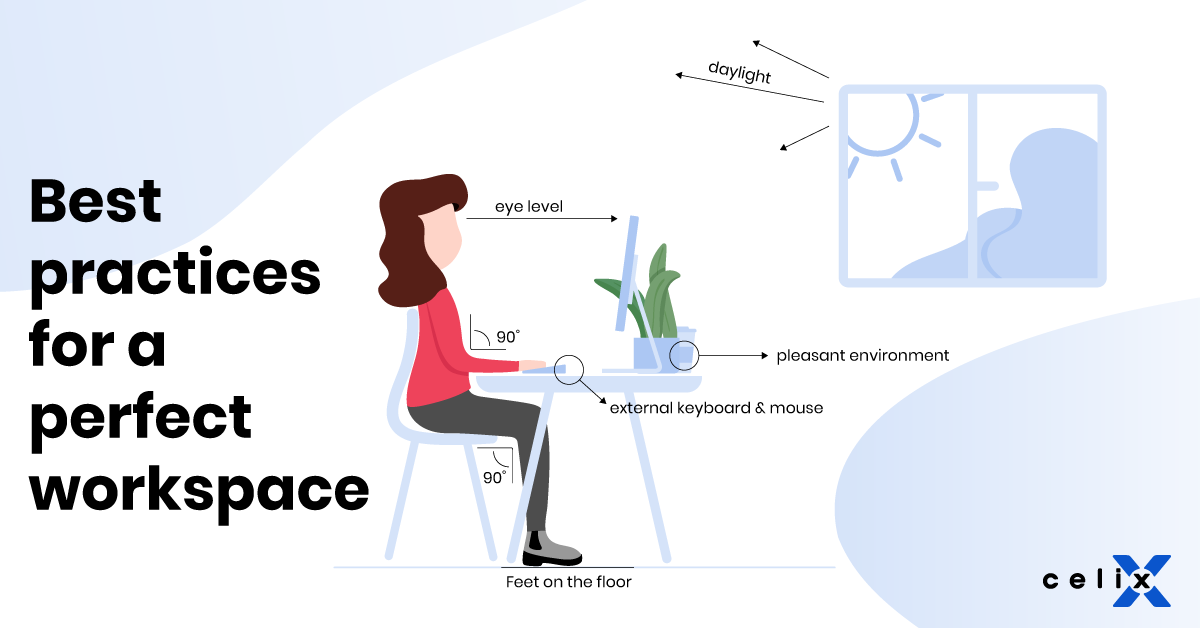 Best
practices
for a
perfect
workspace
daylight
eye level
90°
pleasant environment
external keyboard & mouse
90°
Feet on the floor
celix